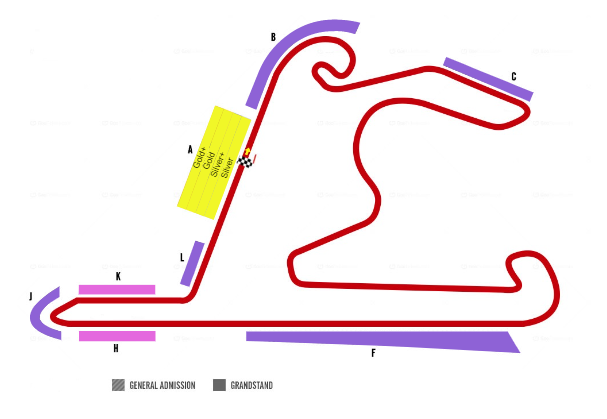 B
C
A
Gold+
Gold
Silver+
Silver
L
K
J
H
F
GENERAL ADMISSION
GRANDSTAND